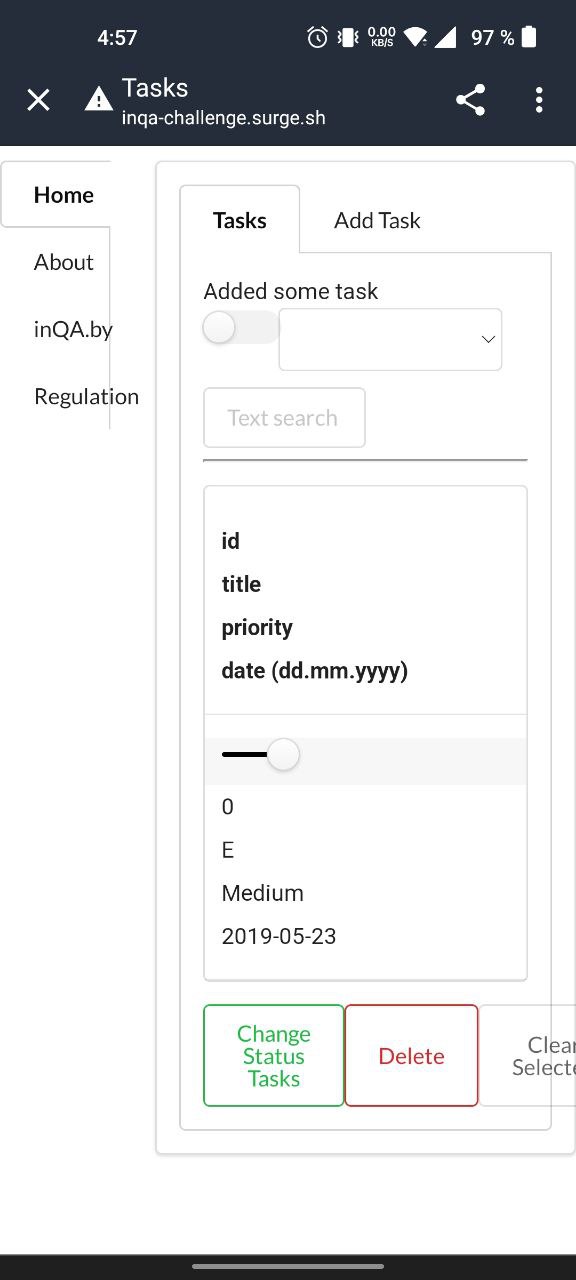 4:57
0.00
KB/S
97 %
Tasks
inqa-challenge.surge.sh
Home
About
inQA.by
Regulation
Tasks
Add Task
Added some task
Text search
id
title
priority
date (dd.mm.yyyy)
0
E
Medium
2019-05-23
Change
Status
Tasks
Delete
Clear
Selecte